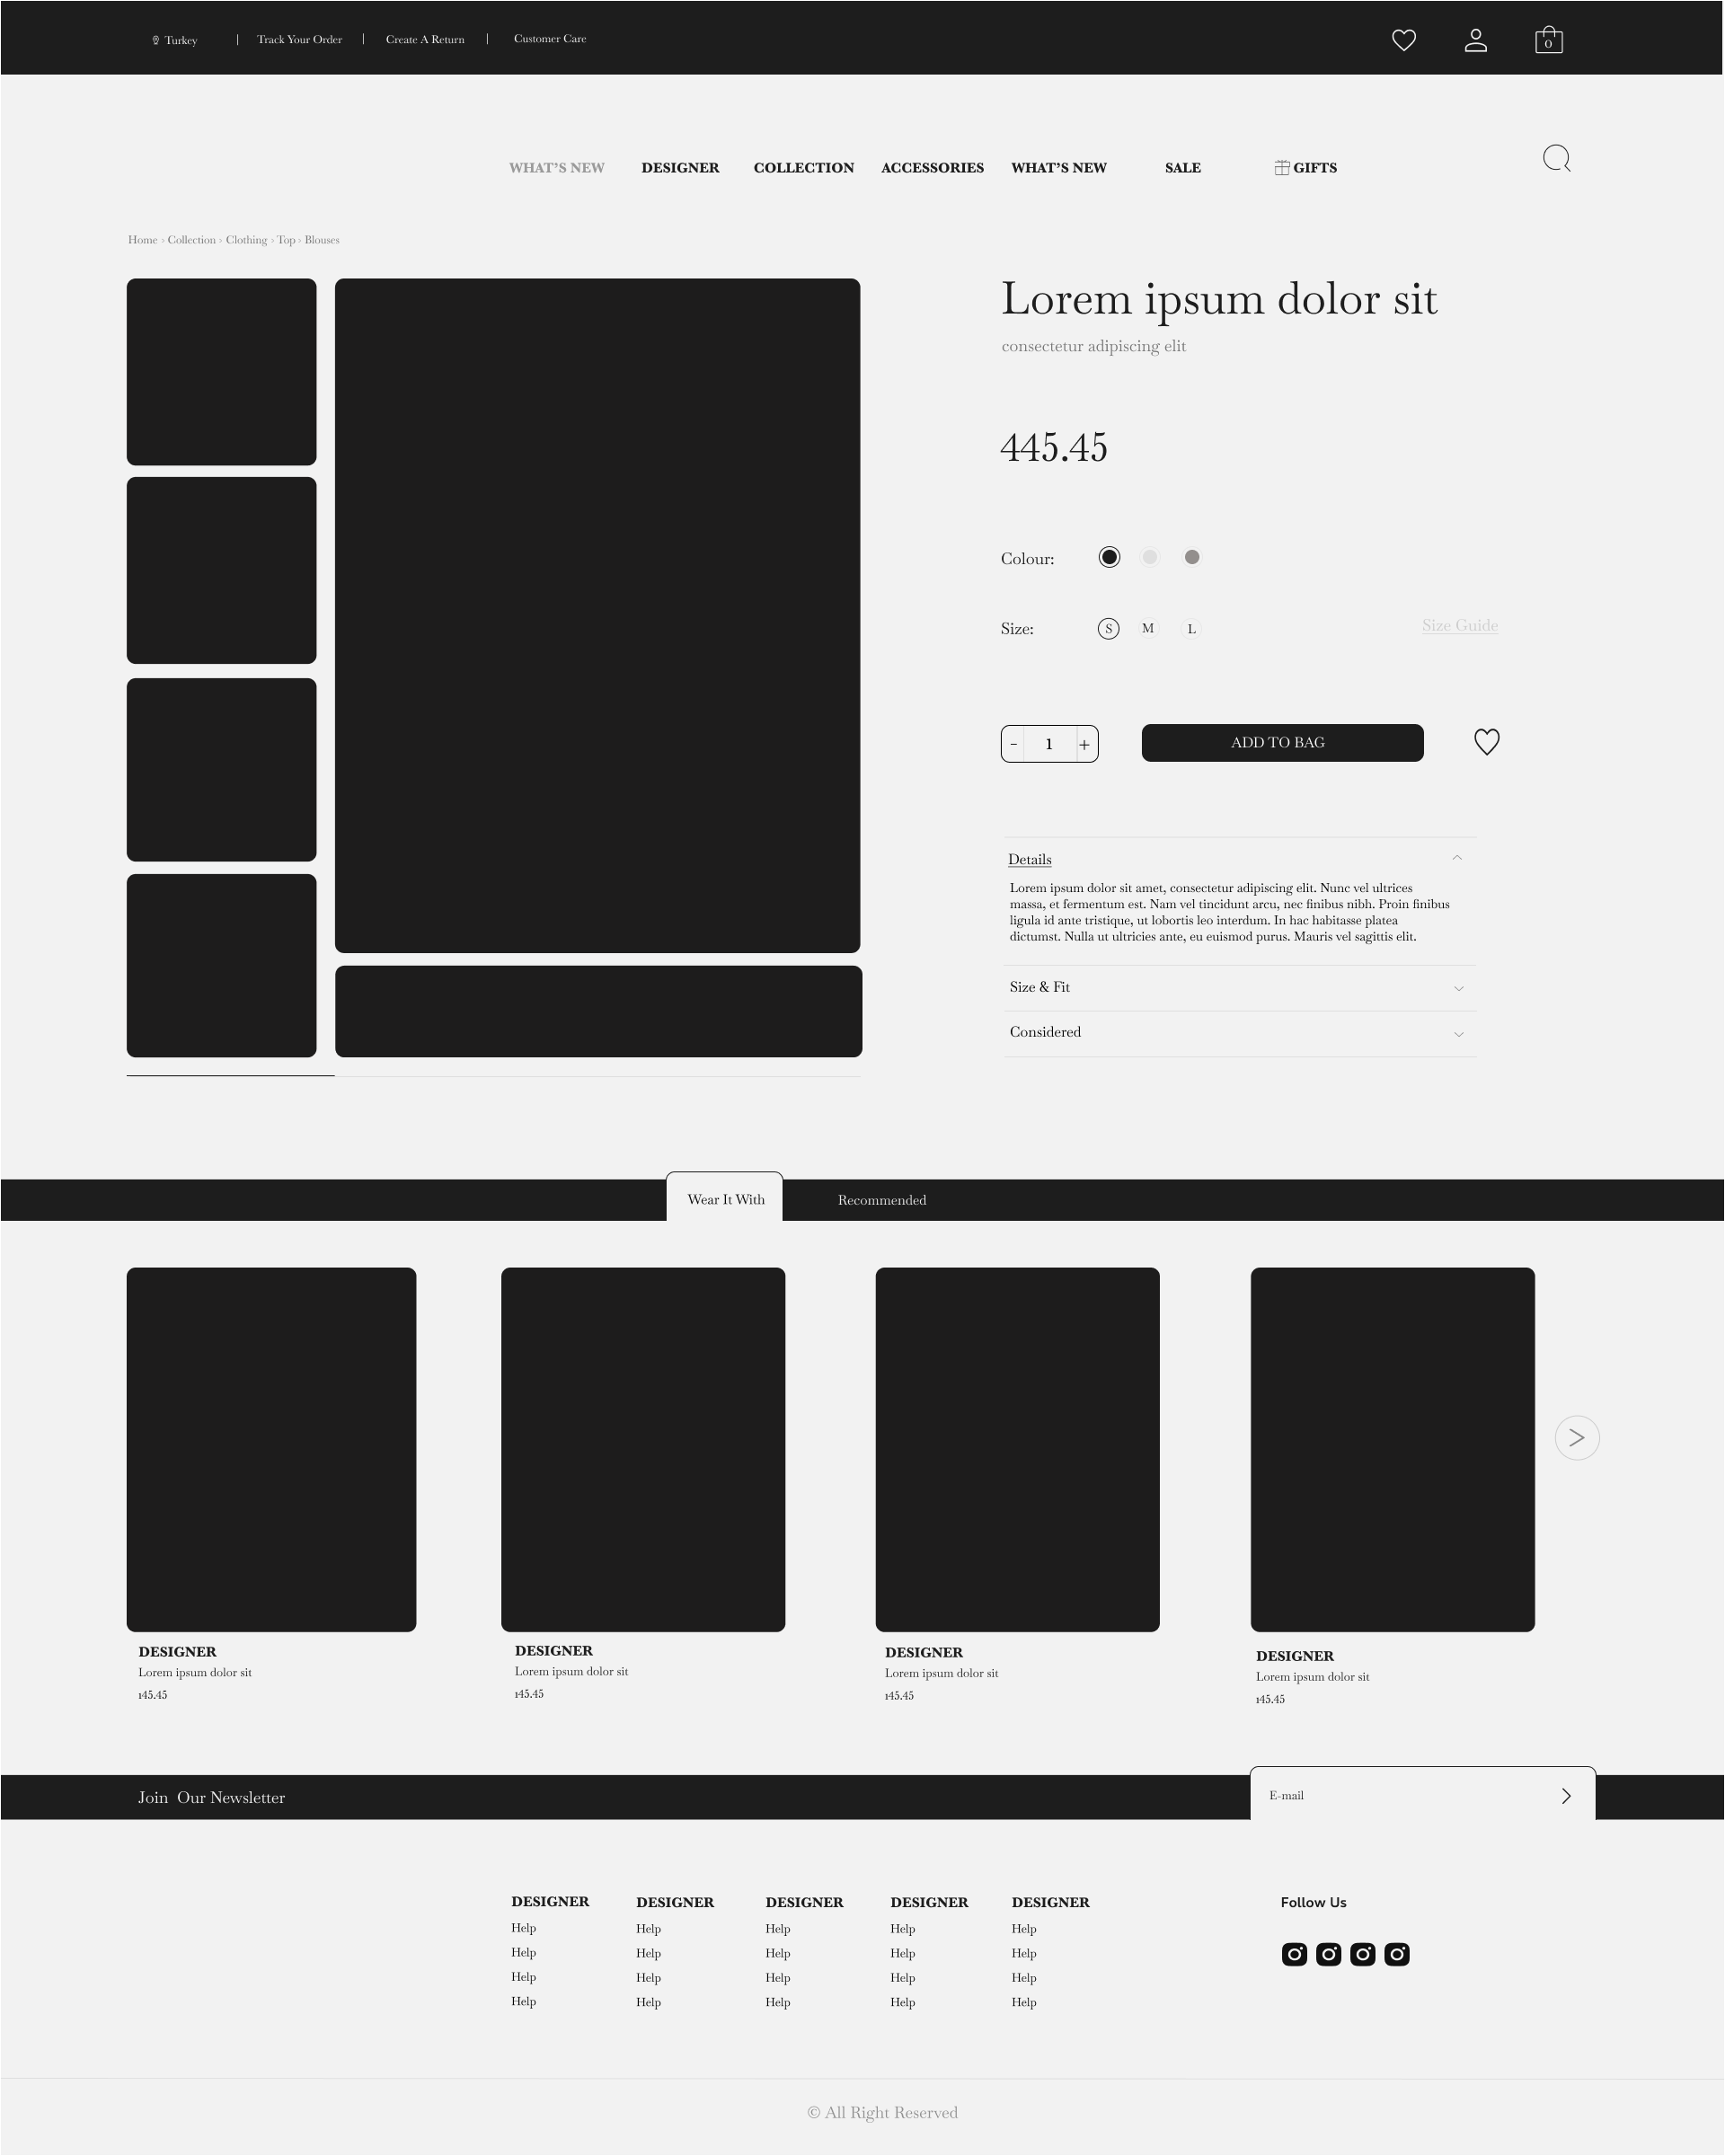 Turkey | Track Your Order | Create A Return | Customer Care
0
WHAT'S NEW DESIGNER COLLECTION ACCESSORIES WHAT'S NEW SALE GIFTS
Home > Collection > Clothing > Top > Blouses
Lorem ipsum dolor sit
consectetur adipiscing elit
445.45
Colour:
Size: S M L Size Guide
- 1 + ADD TO BAG
Details
Lorem ipsum dolor sit amet, consectetur adipiscing elit. Nunc vel ultrices
massa, et fermentum est. Nam vel tincidunt arcu, nec finibus nibh. Proin finibus
ligula id ante tristique, ut lobortis leo interdum. In hac habitasse platea
dictumst. Nulla ut ultricies ante, eu euismod purus. Mauris vel sagittis elit.
Size & Fit
Considered
Wear It With Recommended
>
DESIGNER
Lorem ipsum dolor sit
145.45
DESIGNER
Lorem ipsum dolor sit
145.45
DESIGNER
Lorem ipsum dolor sit
145.45
DESIGNER
Lorem ipsum dolor sit
145.45
Join Our Newsletter
E-mail
DESIGNER
Help
Help
Help
Help
DESIGNER
Help
Help
Help
Help
DESIGNER
Help
Help
Help
Help
DESIGNER
Help
Help
Help
Help
DESIGNER
Help
Help
Help
Help
Follow Us
© All Right Reserved